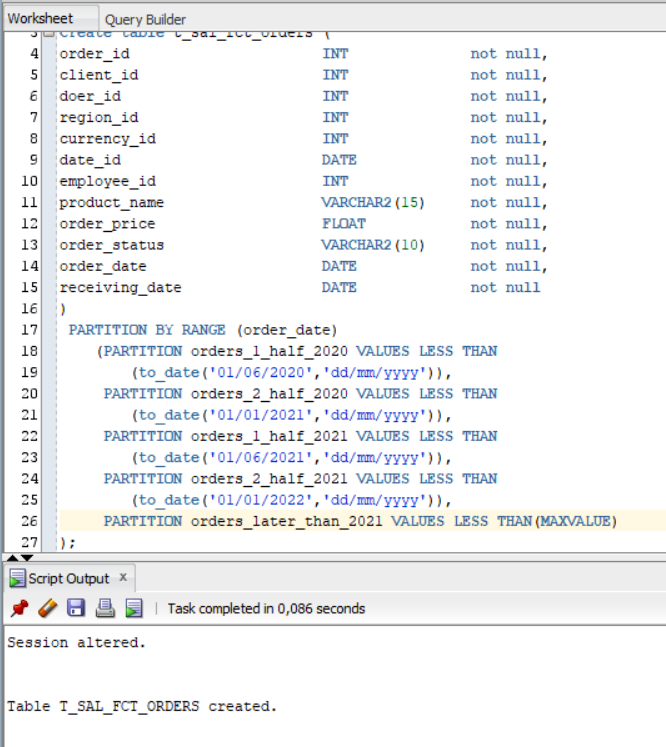 Worksheet Query Builder
3 Create table t_sal_fct_orders (
4 order_id INT not null,
5 client_id INT not null,
6 doer_id INT not null,
7 region_id INT not null,
8 currency_id INT not null,
9 date_id DATE not null,
10 employee_id INT not null,
11 product_name VARCHAR2(15) not null,
12 order_price FLOAT not null,
13 order_status VARCHAR2(10) not null,
14 order_date DATE not null,
15 receiving_date DATE not null
16 )
17 PARTITION BY RANGE (order_date)
18 (PARTITION orders_1_half_2020 VALUES LESS THAN
19 (to_date('01/06/2020','dd/mm/yyyy')),
20 PARTITION orders_2_half_2020 VALUES LESS THAN
21 (to_date('01/01/2021','dd/mm/yyyy')),
22 PARTITION orders_1_half_2021 VALUES LESS THAN
23 (to_date('01/06/2021','dd/mm/yyyy')),
24 PARTITION orders_2_half_2021 VALUES LESS THAN
25 (to_date('01/01/2022','dd/mm/yyyy')),
26 PARTITION orders_later_than_2021 VALUES LESS THAN(MAXVALUE)
27 );
Script Output x
Task completed in 0,086 seconds
Session altered.
Table T_SAL_FCT_ORDERS created.